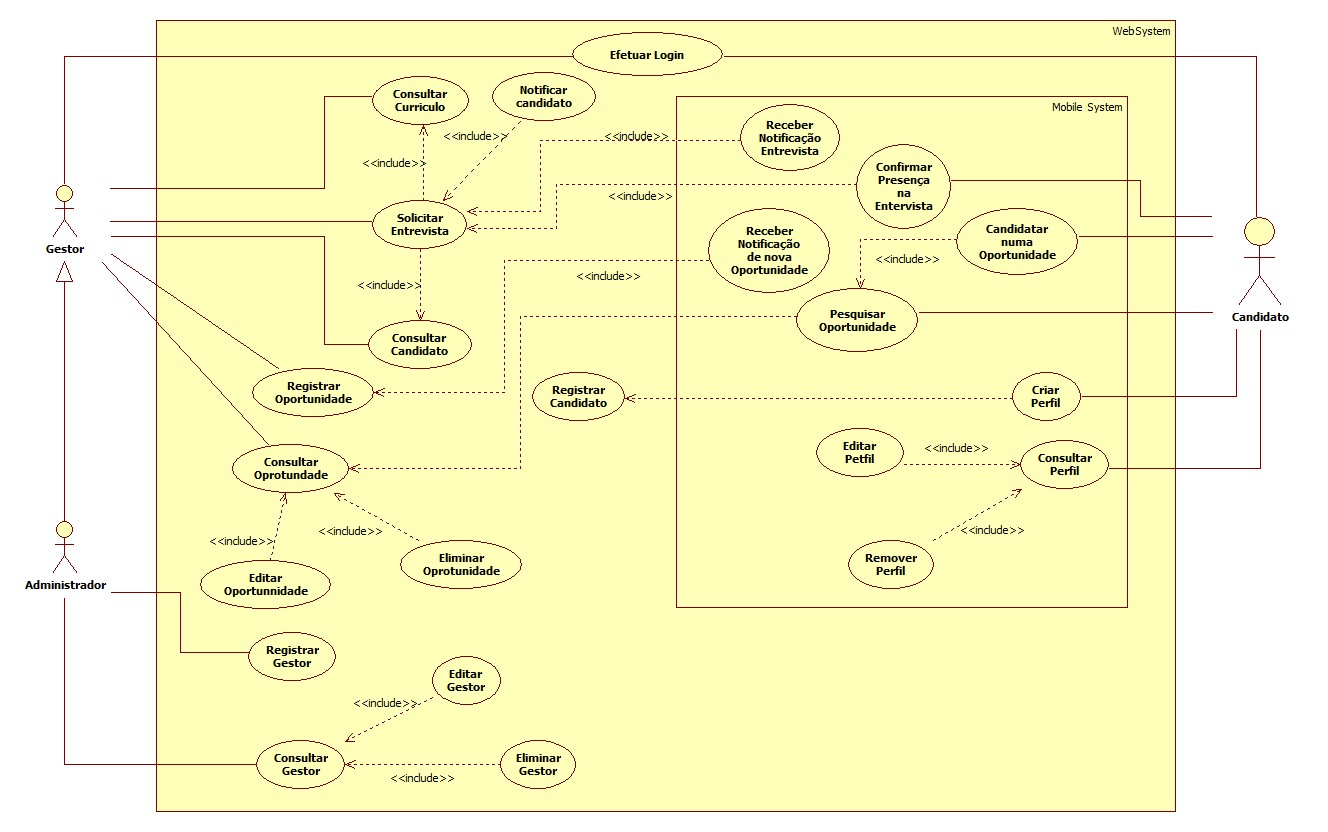 WebSystem
Efetuar Login
Consultar
Curriculo
Notificar
candidato
Mobile System
<<include>>
<<include>>
<<include>>
Receber
Notificação
Entrevista
Confirmar
Presença
na
Entervista
<<include>>
Gestor
Solicitar
Entrevista
Receber
Notificação
de nova
Oportunidade
Candidatar
numa
Oportunidade
<<include>>
<<include>>
<<include>>
Candidato
Pesquisar
Oportunidade
Consultar
Candidato
Registrar
Oportunidade
Registrar
Candidato
Criar
Perfil
Editar
Petfil
<<include>>
Consultar
Perfil
Consultar
Oprotundade
<<include>>
<<include>>
<<include>>
Administrador
Editar
Oportunnidade
Eliminar
Oprotunidade
Remover
Perfil
Registrar
Gestor
Editar
Gestor
<<include>>
Consultar
Gestor
<<include>>
Eliminar
Gestor